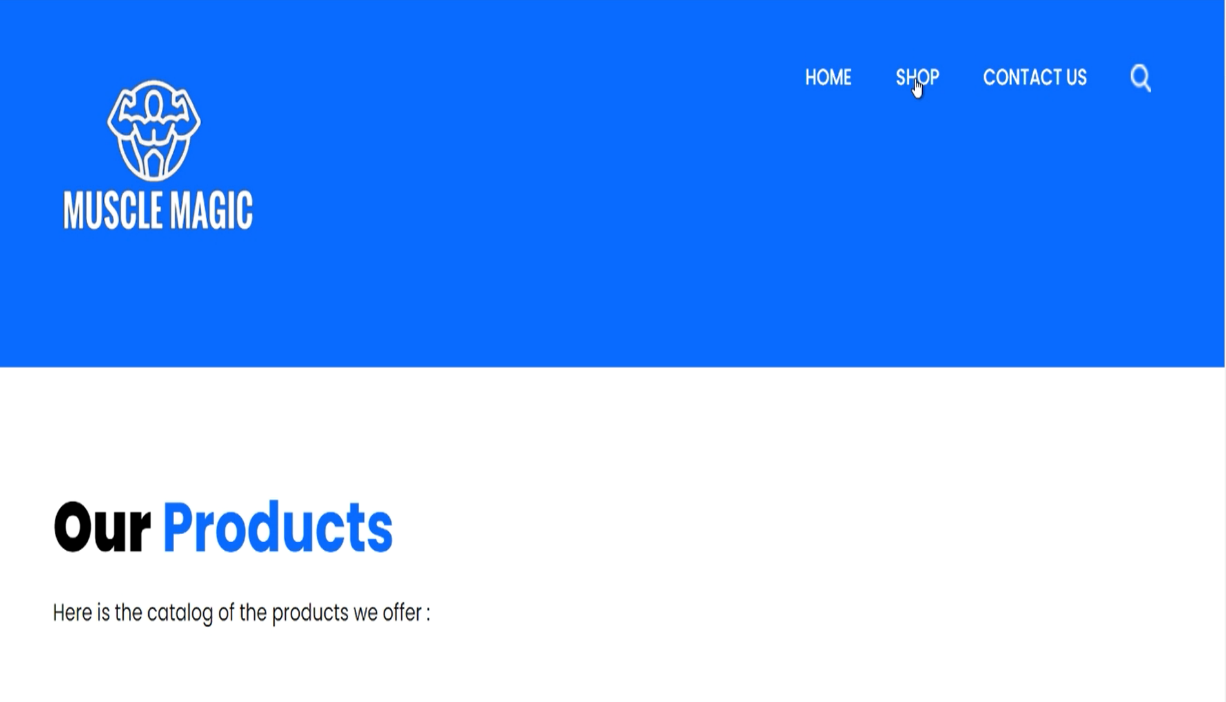 HOME SHOP CONTACT US
MUSCLE MAGIC
Our Products
Here is the catalog of the products we offer :